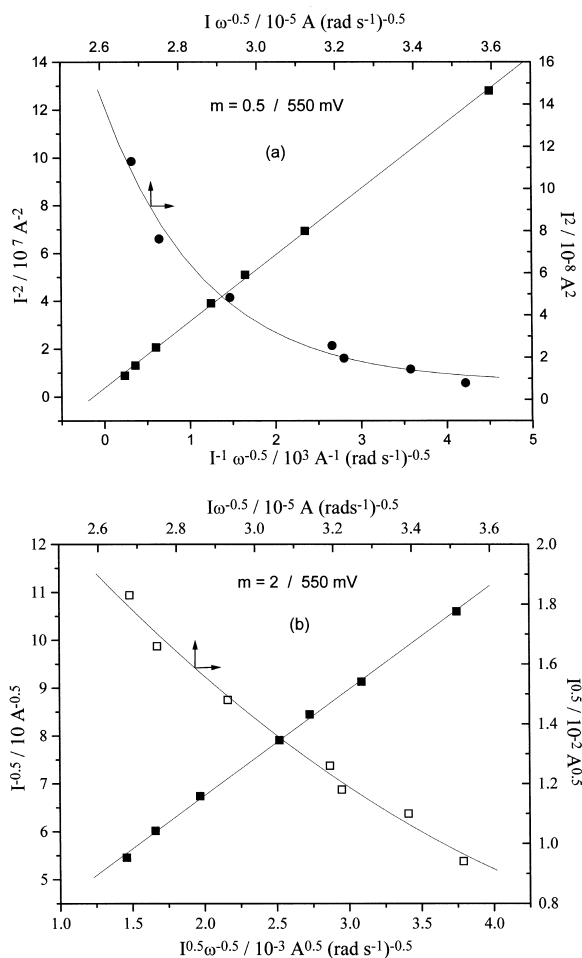 I ω-0.5 / 10-5 A (rad s-1)-0.5
2.6 2.8 3.0 3.2 3.4 3.6
14 16
m = 0.5 / 550 mV
12 14
(a)
10 12
8 10
6 8
4 6
2 4
0 2
0
I-2 / 10 7 A-2
I2 / 10-8 A2
0 1 2 3 4 5
I-1 ω-0.5 / 103 A-1 (rad s-1)-0.5
Iω-0.5 / 10-5 A (rads-1)-0.5
2.6 2.8 3.0 3.2 3.4 3.6
12 2.0
m = 2 / 550 mV
11 1.8
(b)
10 1.6
9 1.4
8 1.2
7 1.0
6 0.8
5
I-0.5 / 10 A-0.5
I0.5 / 10-2 A0.5
1.0 1.5 2.0 2.5 3.0 3.5 4.0
I0.5ω-0.5 / 10-3 A0.5 (rad s-1)-0.5